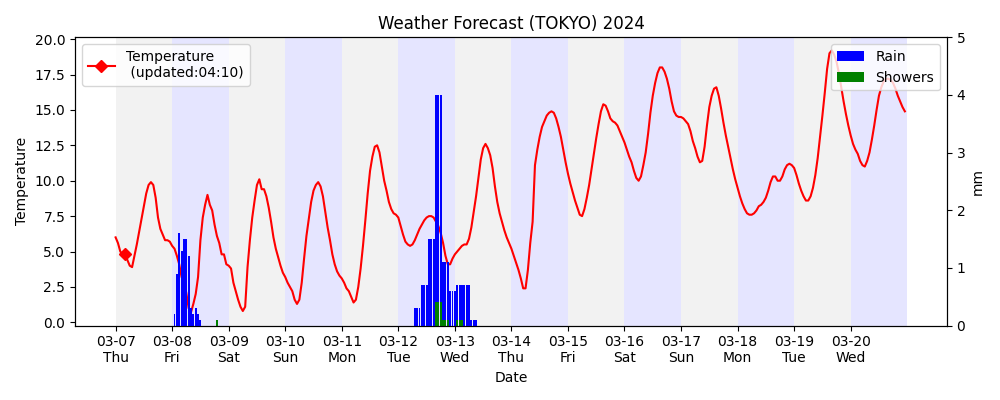 Weather Forecast (TOKYO) 2024
Temperature
(updated:04:10)
Rain
Showers
20.0
17.5
15.0
12.5
10.0
7.5
5.0
2.5
0.0
Temperature
5
4
3
2
1
0
mm
03-07 03-08 03-09 03-10 03-11 03-12 03-13 03-14 03-15 03-16 03-17 03-18 03-19 03-20
Thu Fri Sat Sun Mon Tue Wed Thu Fri Sat Sun Mon Tue Wed
Date